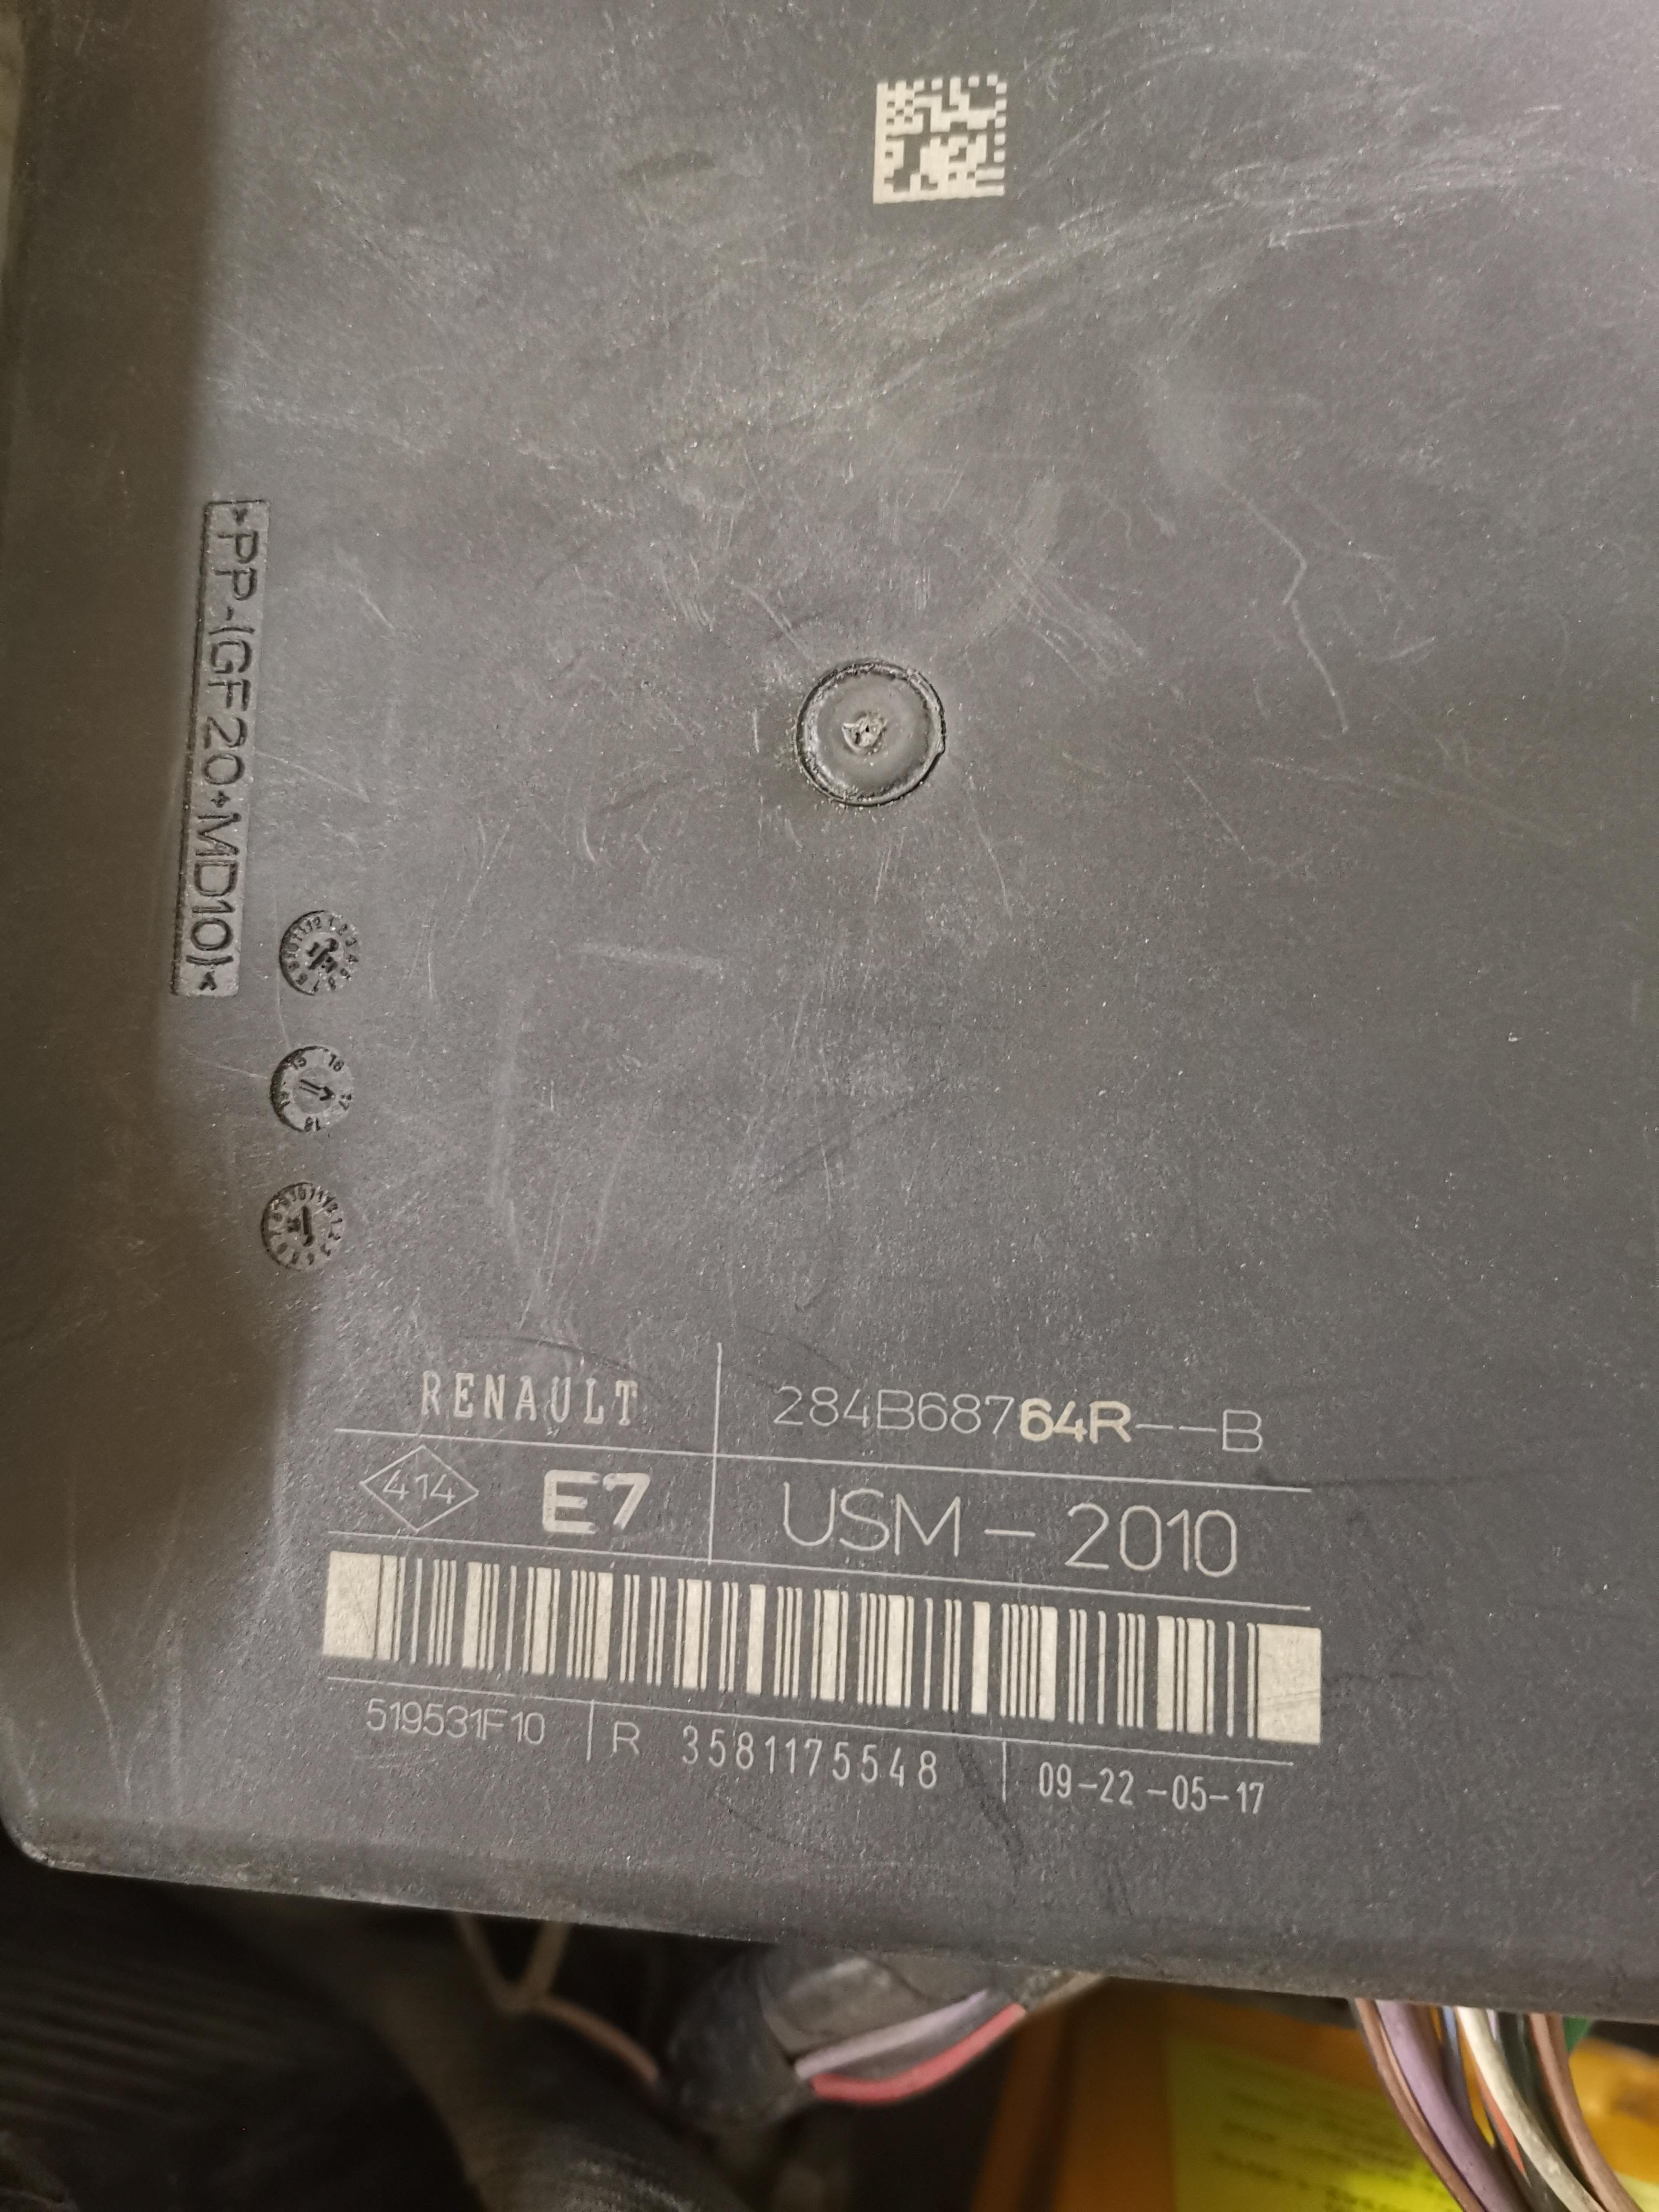 >PP-(GF20+MD10)<
RENAULT
284B68764R--B
414
E7
USM - 2010
519531F10
R 3581175548
09-22-05-17